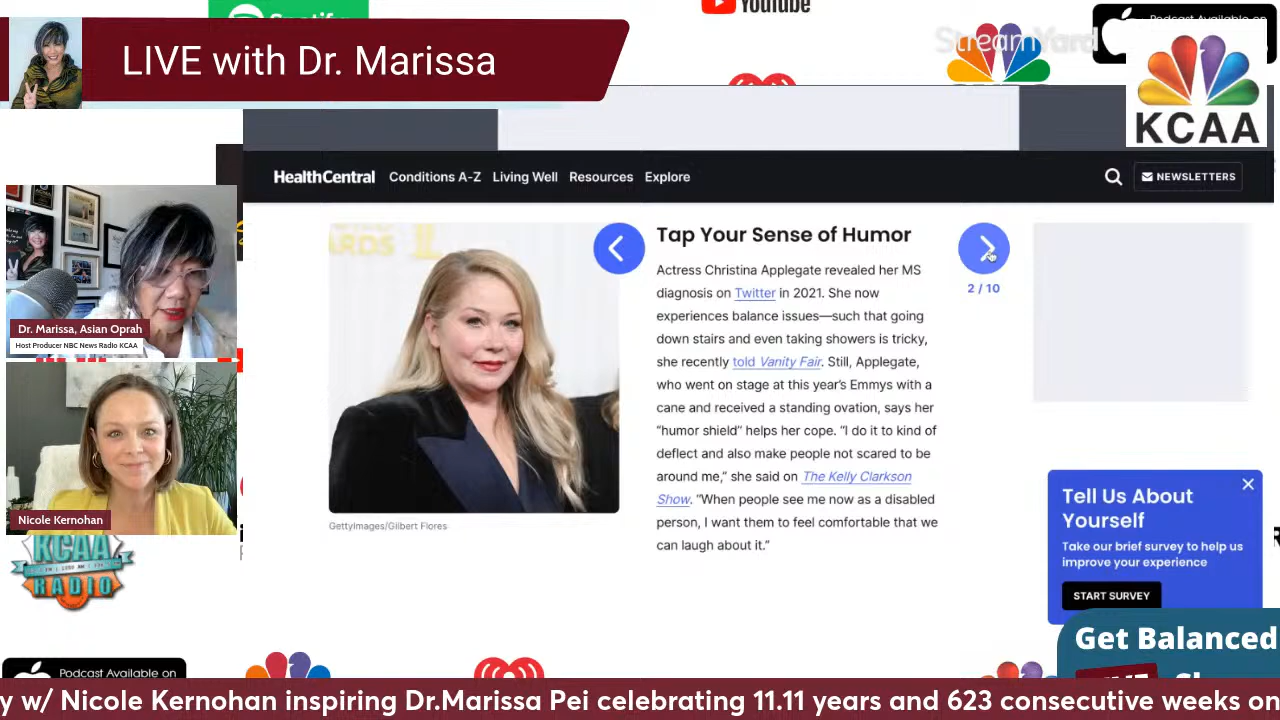 Spotify
YouTube
StreamYard
Podcast Available on
LIVE with Dr. Marissa
KCAA
HealthCentral
Conditions A-Z
Living Well
Resources
Explore
NEWSLETTERS
Tap Your Sense of Humor
Actress Christina Applegate revealed her MS
diagnosis on Twitter in 2021. She now
experiences balance issues—such that going
down stairs and even taking showers is tricky,
she recently told Vanity Fair. Still, Applegate,
who went on stage at this year’s Emmys with a
cane and received a standing ovation, says her
“humor shield” helps her cope. “I do it to kind of
deflect and also make people not scared to be
around me,” she said on The Kelly Clarkson
Show. “When people see me now as a disabled
person, I want them to feel comfortable that we
can laugh about it.”
2 / 10
GettyImages/Gilbert Flores
Dr. Marissa, Asian Oprah
Host Producer NBC News Radio KCAA
Nicole Kernohan
KCAA
RADIO
Tell Us About
Yourself
Take our brief survey to help us
improve your experience
START SURVEY
Get Balanced
Podcast Available on
y w/ Nicole Kernohan inspiring Dr.Marissa Pei celebrating 11.11 years and 623 consecutive weeks on